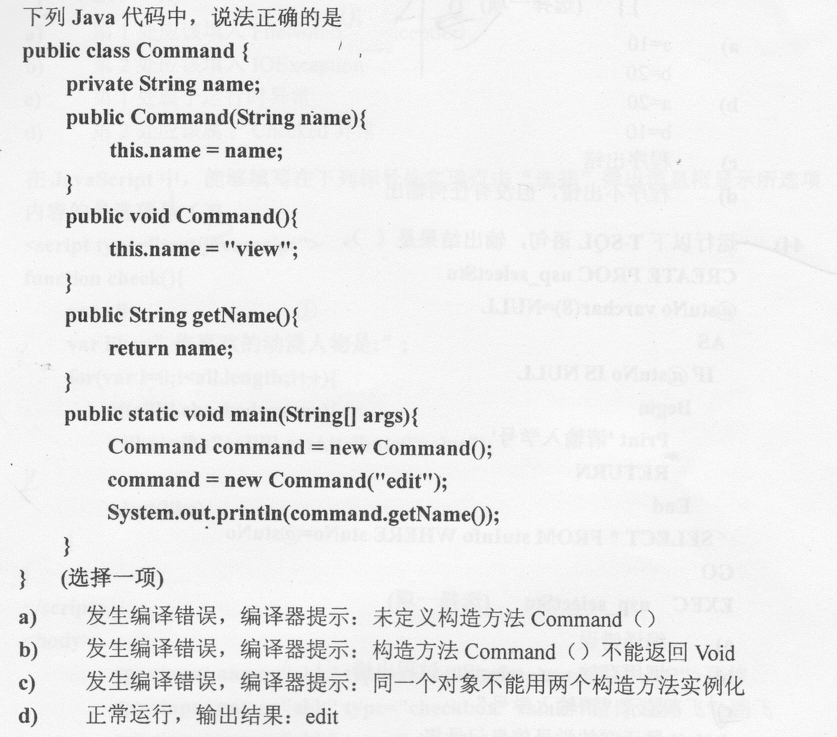 下列 Java 代码中，说法正确的是
public class Command {
private String name;
public Command(String name){
this.name = name;
}
public void Command(){
this.name = "view";
}
public String getName(){
return name;
}
public static void main(String[] args){
Command command = new Command();
command = new Command("edit");
System.out.println(command.getName());
}
} (选择一项)
a) 发生编译错误，编译器提示：未定义构造方法 Command（）
b) 发生编译错误，编译器提示：构造方法 Command（）不能返回 Void
c) 发生编译错误，编译器提示：同一个对象不能用两个构造方法实例化
d) 正常运行，输出结果：edit